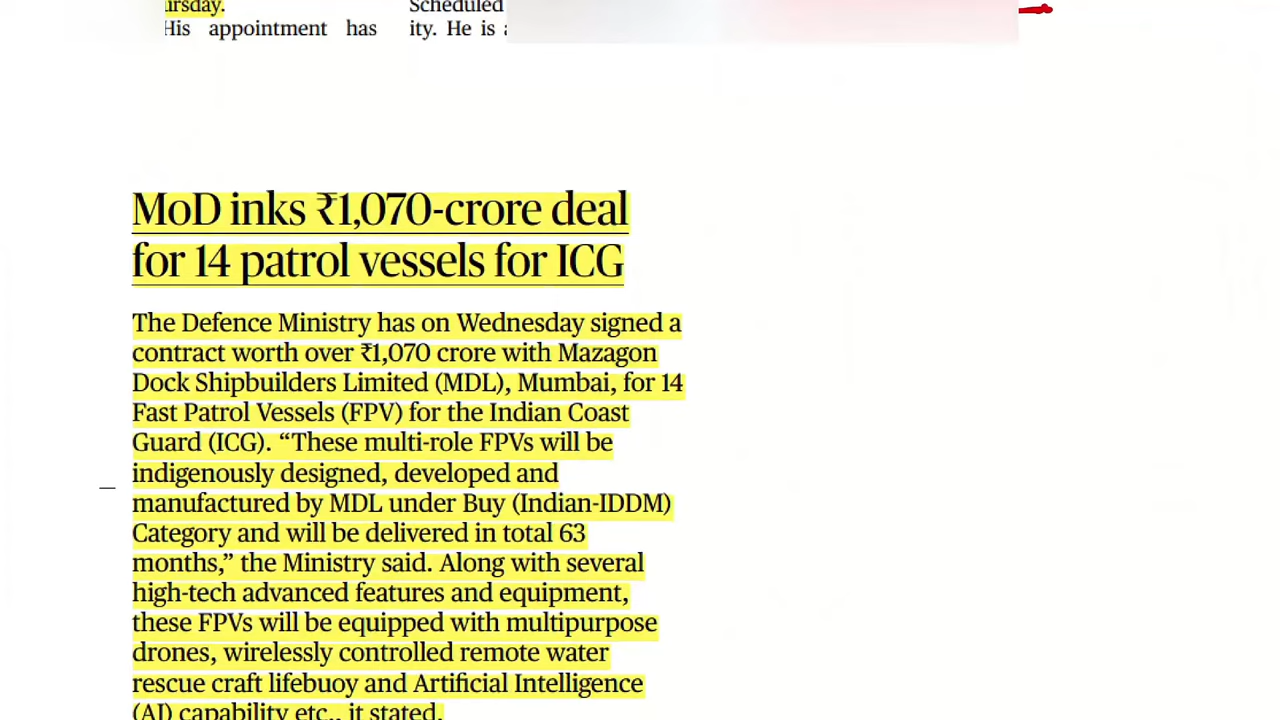 ursday.
His appointment has
Scheduled
ity. He is
MoD inks ₹1,070-crore deal
for 14 patrol vessels for ICG
The Defence Ministry has on Wednesday signed a
contract worth over ₹1,070 crore with Mazagon
Dock Shipbuilders Limited (MDL), Mumbai, for 14
Fast Patrol Vessels (FPV) for the Indian Coast
Guard (ICG). “These multi-role FPVs will be
indigenously designed, developed and
manufactured by MDL under Buy (Indian-IDDM)
Category and will be delivered in total 63
months,” the Ministry said. Along with several
high-tech advanced features and equipment,
these FPVs will be equipped with multipurpose
drones, wirelessly controlled remote water
rescue craft lifebuoy and Artificial Intelligence
(AI) capability etc., it stated.